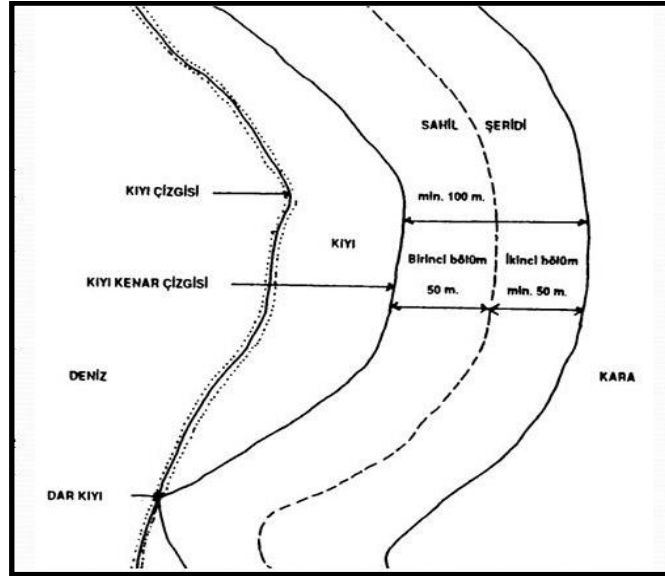 SAHİL ŞERİDİ
KIYI ÇİZGİSİ
min. 100 m.
KIYI
Birinci bölüm
İkinci bölüm
KIYI KENAR ÇİZGİSİ
50 m.
min. 50 m.
DENİZ
KARA
DAR KIYI